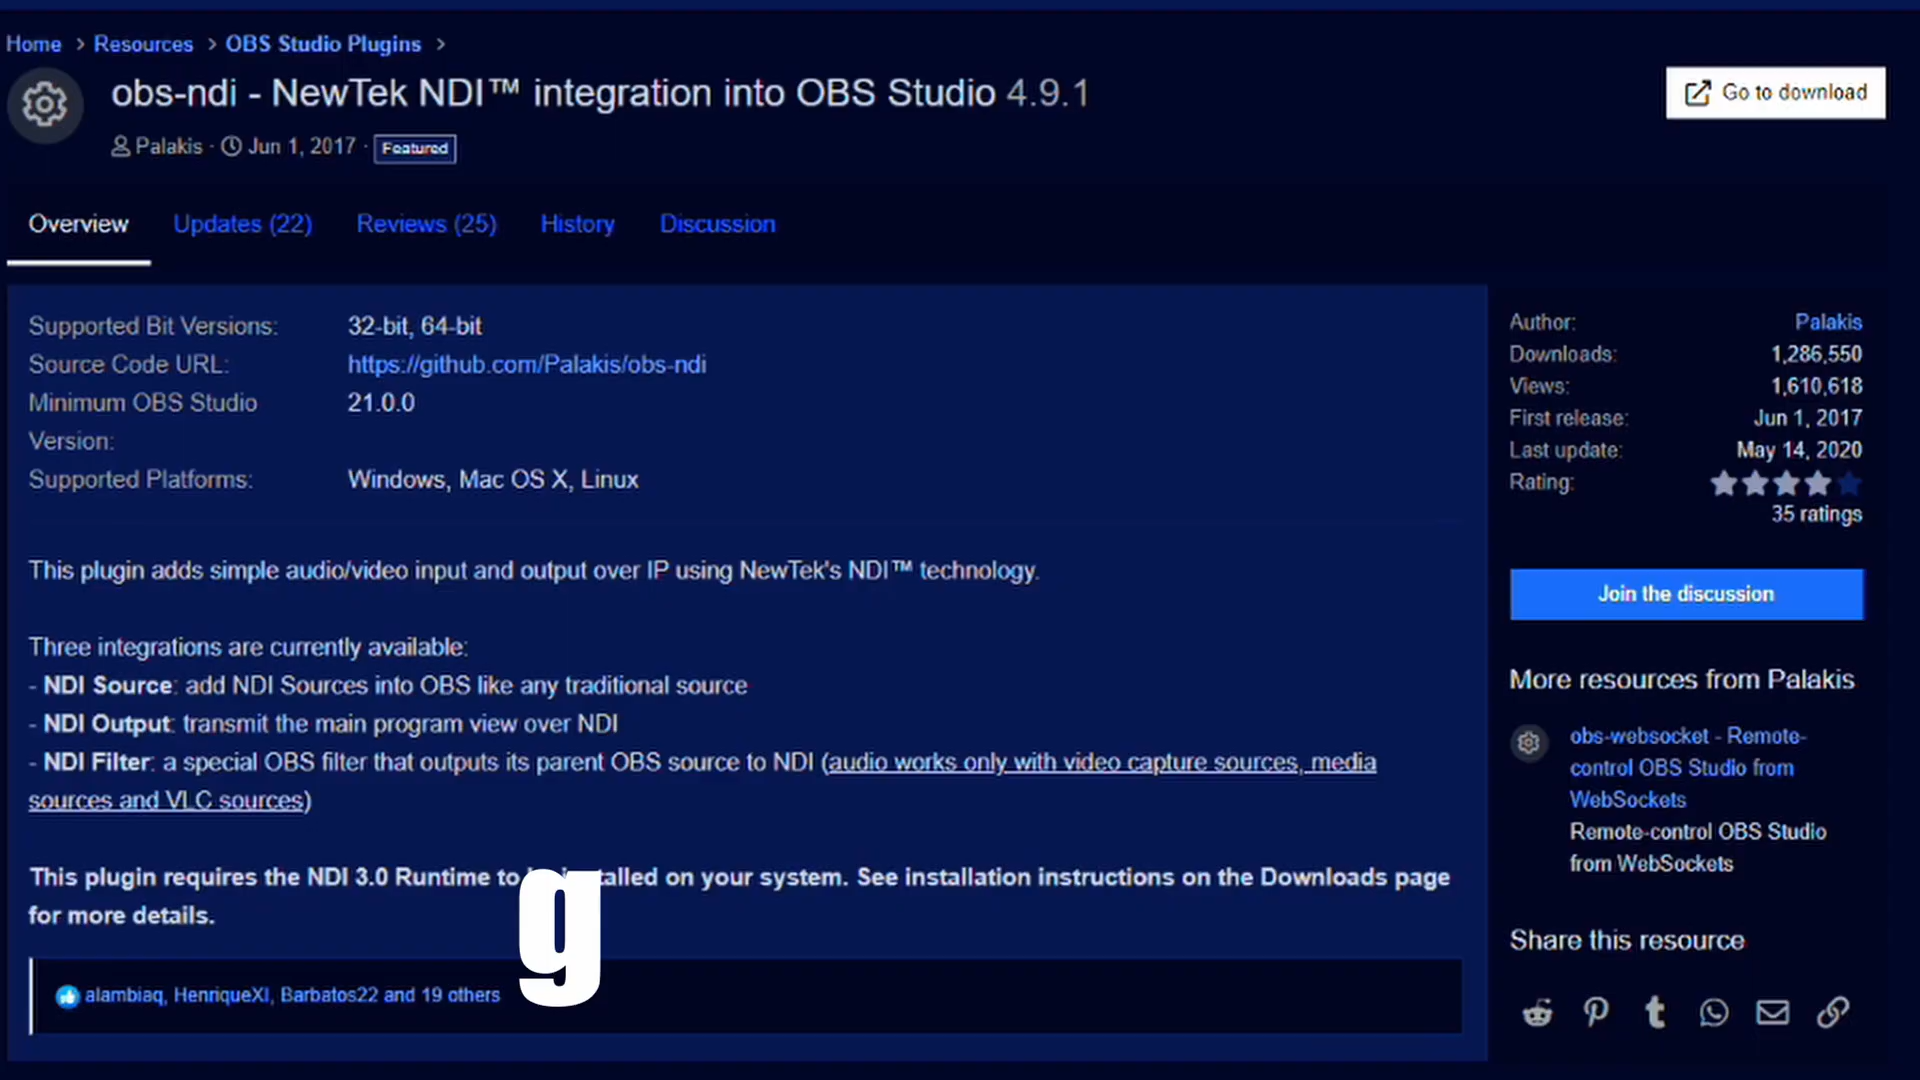 Home > Resources > OBS Studio Plugins >
obs-ndi - NewTek NDI™ integration into OBS Studio 4.9.1
Go to download
Palakis · Jun 1, 2017 · Featured
Overview Updates (22) Reviews (25) History Discussion
Supported Bit Versions: 32-bit, 64-bit
Source Code URL: https://github.com/Palakis/obs-ndi
Minimum OBS Studio 21.0.0
Version:
Supported Platforms: Windows, Mac OS X, Linux
This plugin adds simple audio/video input and output over IP using NewTek's NDI™ technology.
Three integrations are currently available:
- NDI Source: add NDI Sources into OBS like any traditional source
- NDI Output: transmit the main program view over NDI
- NDI Filter: a special OBS filter that outputs its parent OBS source to NDI (audio works only with video capture sources, media
sources and VLC sources)
This plugin requires the NDI 3.0 Runtime to talled on your system. See installation instructions on the Downloads page
for more details.
g
alambiaq, HenriqueXI, Barbatos22 and 19 others
Author: Palakis
Downloads: 1,286,550
Views: 1,610,618
First release: Jun 1, 2017
Last update: May 14, 2020
Rating:
35 ratings
Join the discussion
More resources from Palakis
obs-websocket - Remote-
control OBS Studio from
WebSockets
Remote-control OBS Studio
from WebSockets
Share this resource